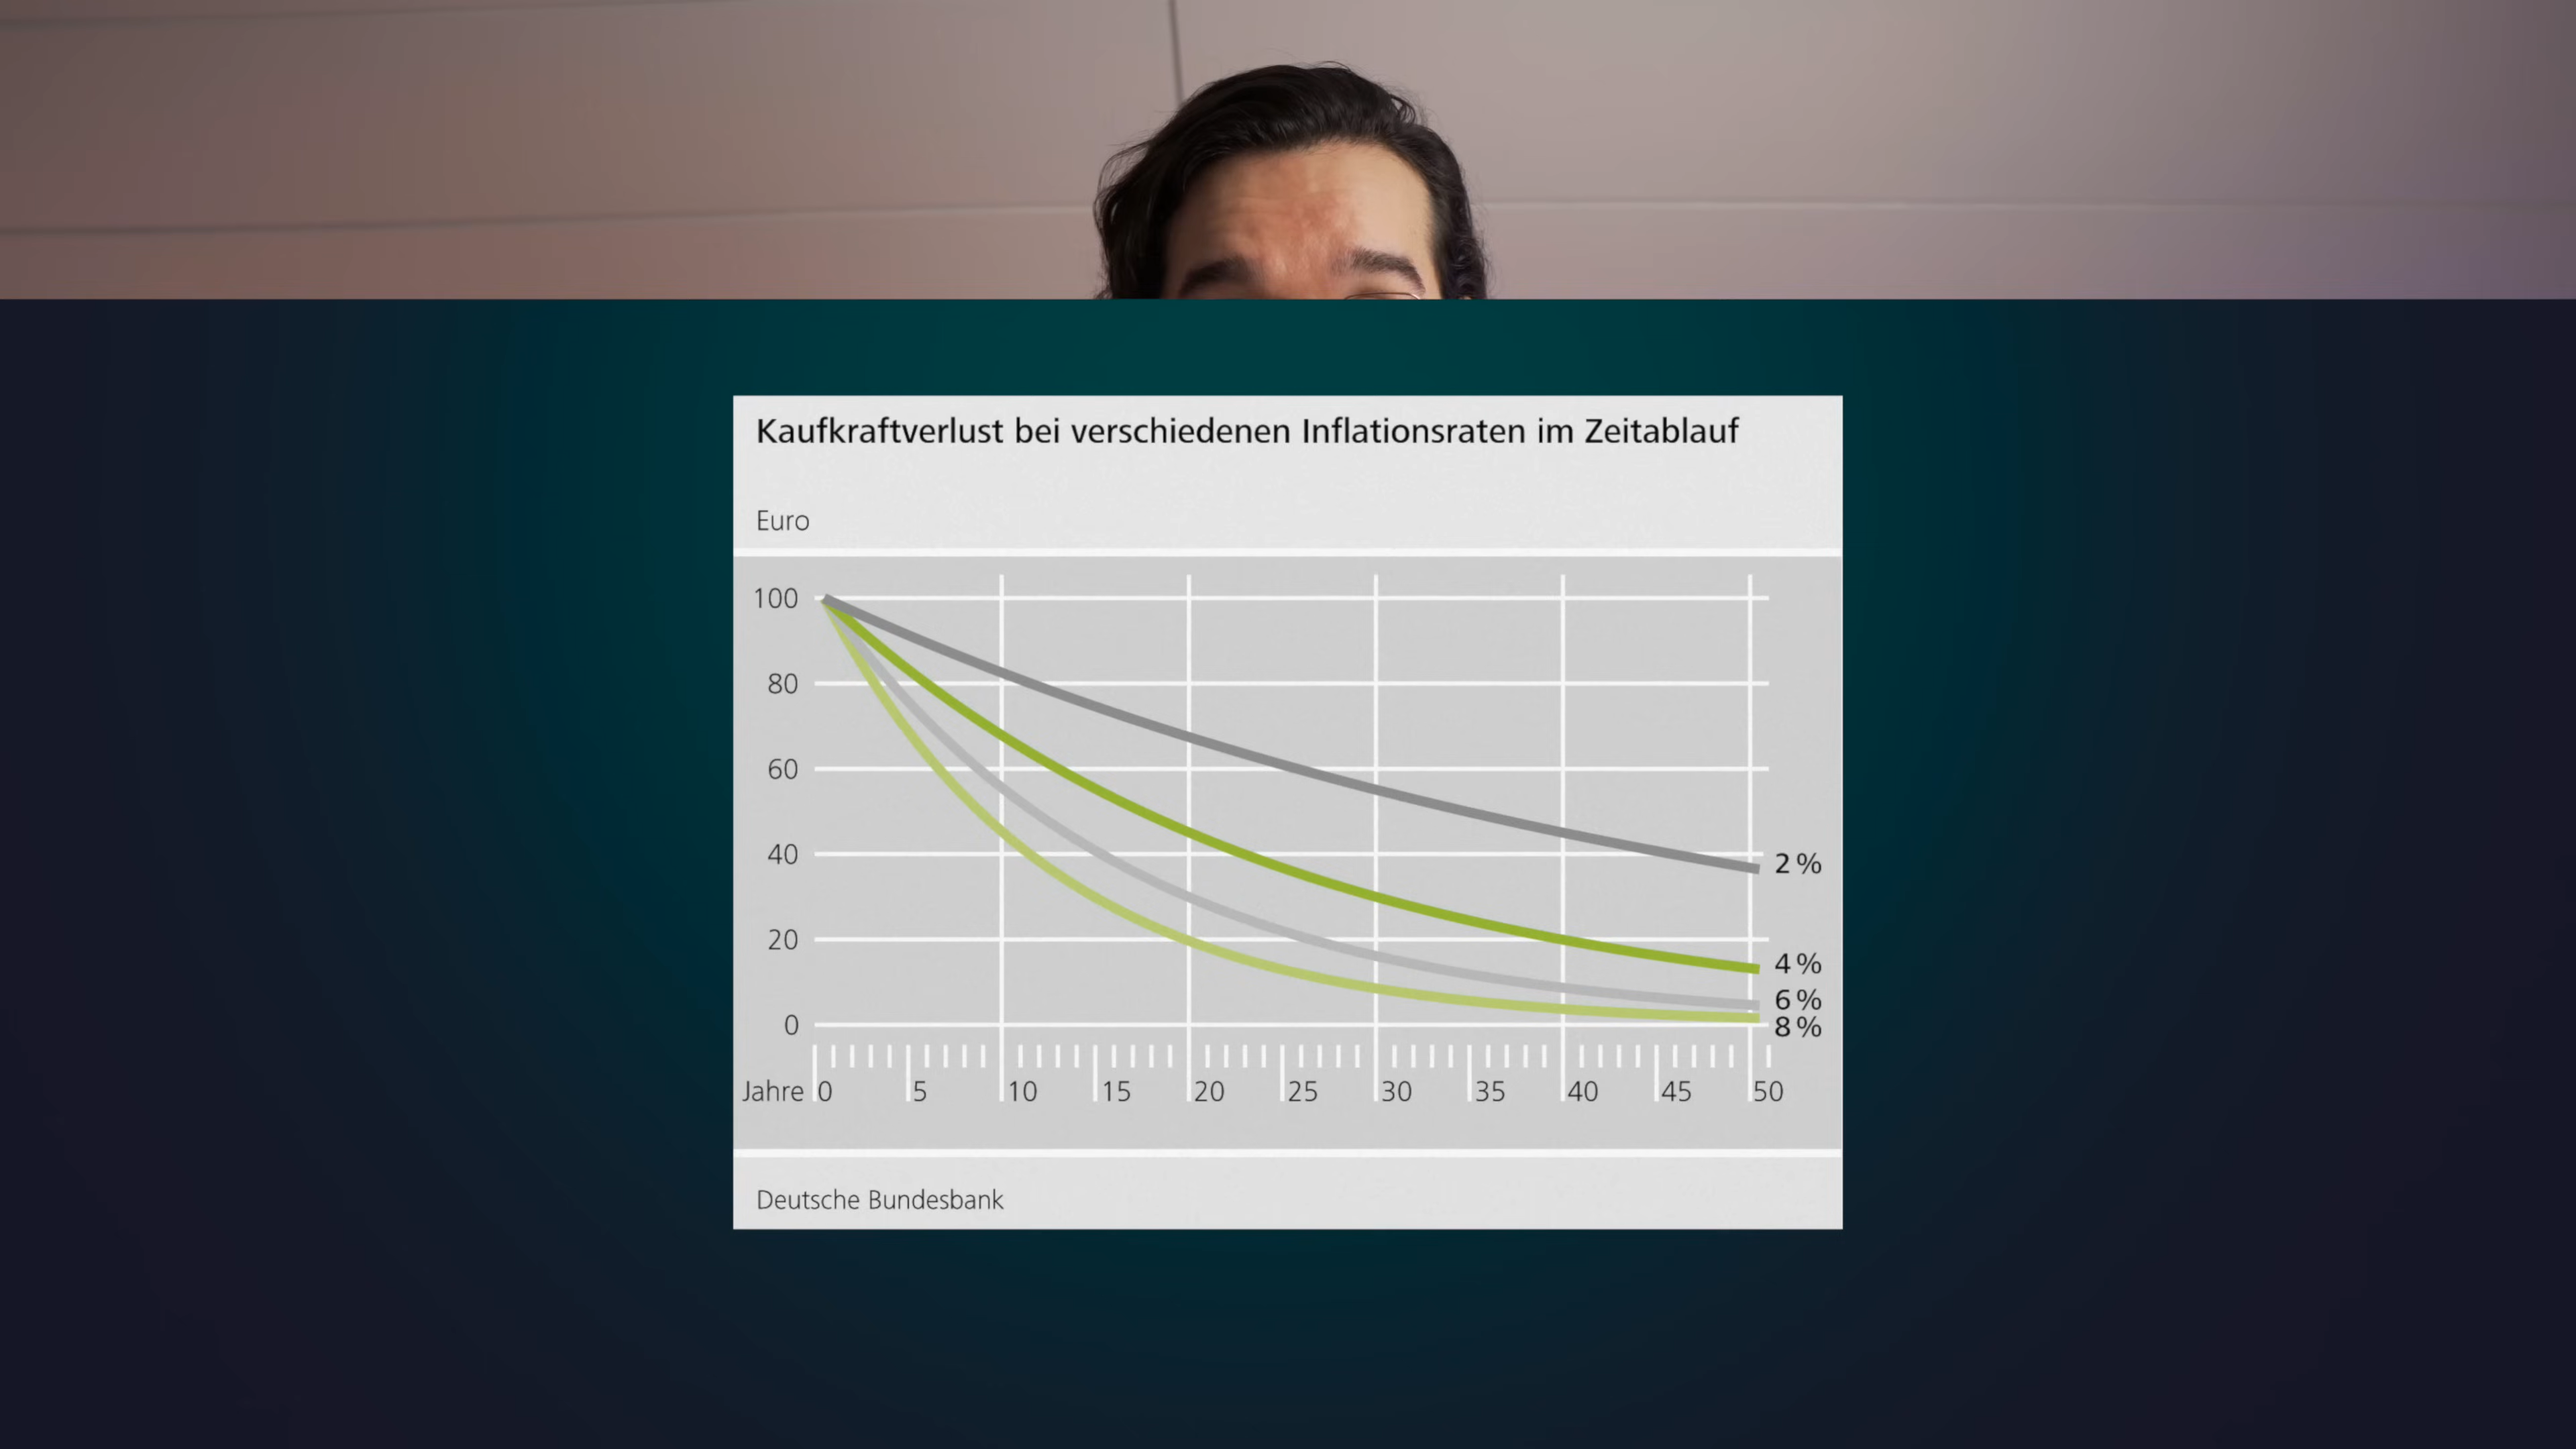 Kaufkraftverlust bei verschiedenen Inflationsraten im Zeitablauf
Euro
100
80
60
40
20
0
2 %
4 %
6 %
8 %
Jahre 0 5 10 15 20 25 30 35 40 45 50
Deutsche Bundesbank